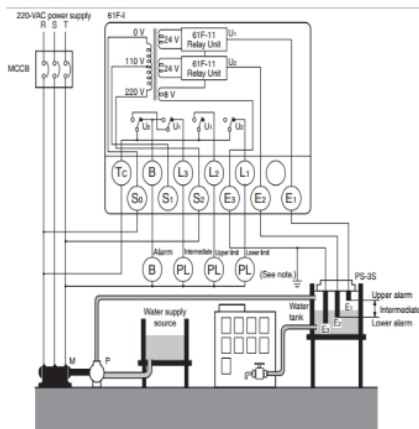 220-VAC power supply
R S T
61F-I
0 V
24 V
61F-11
Relay Unit
U1
MCCB
110 V
24 V
61F-11
Relay Unit
U2
220 V
8 V
U2 U1 U1 U2
Tc B L3 L2 L1
S0 S1 S2 E3 E2 E1
Alarm Intermediate Upper limit Lower limit
B PL PL PL (See note.)
PS-3S
Water supply
source
Water
tank
Upper alarm
E1
Intermediate
E2
Lower alarm
E3
M P